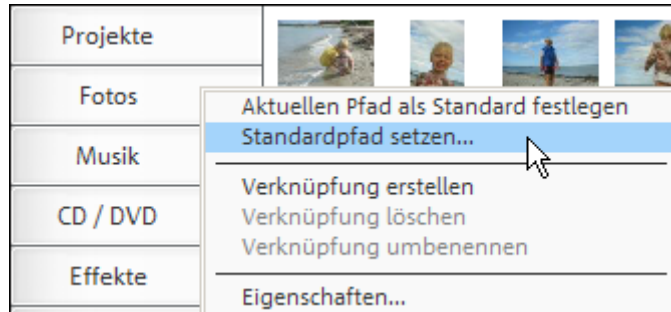 Projekte
Fotos
Musik
CD / DVD
Effekte
Aktuellen Pfad als Standard festlegen
Standardpfad setzen...
Verknüpfung erstellen
Verknüpfung löschen
Verknüpfung umbenennen
Eigenschaften...